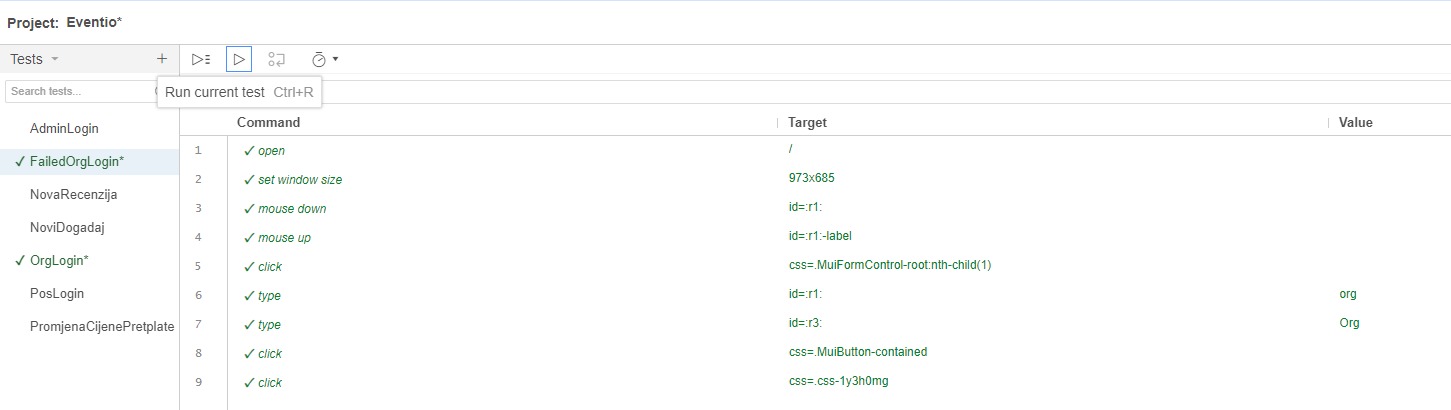 Project: Eventio*
Tests
Search tests...
Run current test Ctrl+R
Command Target Value
AdminLogin
FailedOrgLogin*
NovaRecenzija
NoviDogadaj
OrgLogin*
PosLogin
PromjenaCijenePretplate
1 open /
2 set window size 973x685
3 mouse down id=:r1:
4 mouse up id=:r1:-label
5 click css=.MuiFormControl-root:nth-child(1)
6 type id=:r1: org
7 type id=:r3: Org
8 click css=.MuiButton-contained
9 click css=.css-1y3h0mg